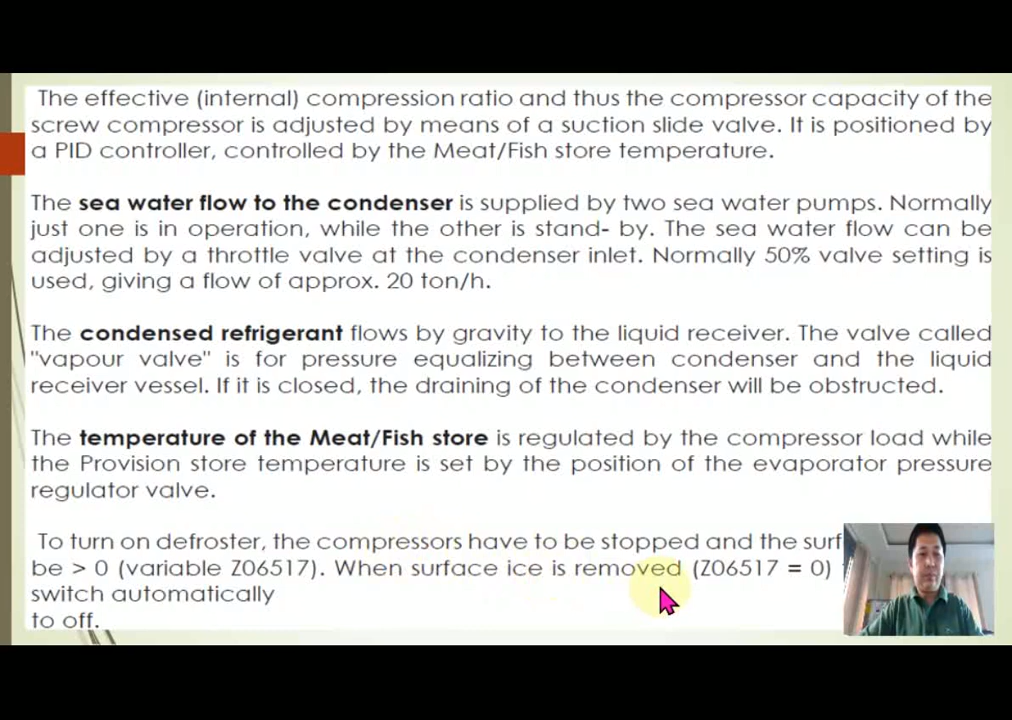 The effective (internal) compression ratio and thus the compressor capacity of the
screw compressor is adjusted by means of a suction slide valve. It is positioned by
a PID controller, controlled by the Meat/Fish store temperature.
The sea water flow to the condenser is supplied by two sea water pumps. Normally
just one is in operation, while the other is stand- by. The sea water flow can be
adjusted by a throttle valve at the condenser inlet. Normally 50% valve setting is
used, giving a flow of approx. 20 ton/h.
The condensed refrigerant flows by gravity to the liquid receiver. The valve called
"vapour valve" is for pressure equalizing between condenser and the liquid
receiver vessel. If it is closed, the draining of the condenser will be obstructed.
The temperature of the Meat/Fish store is regulated by the compressor load while
the Provision store temperature is set by the position of the evaporator pressure
regulator valve.
To turn on defroster, the compressors have to be stopped and the
be > 0 (variable Z06517). When surface ice is removed (Z06517 = 0)
switch automatically
to off.